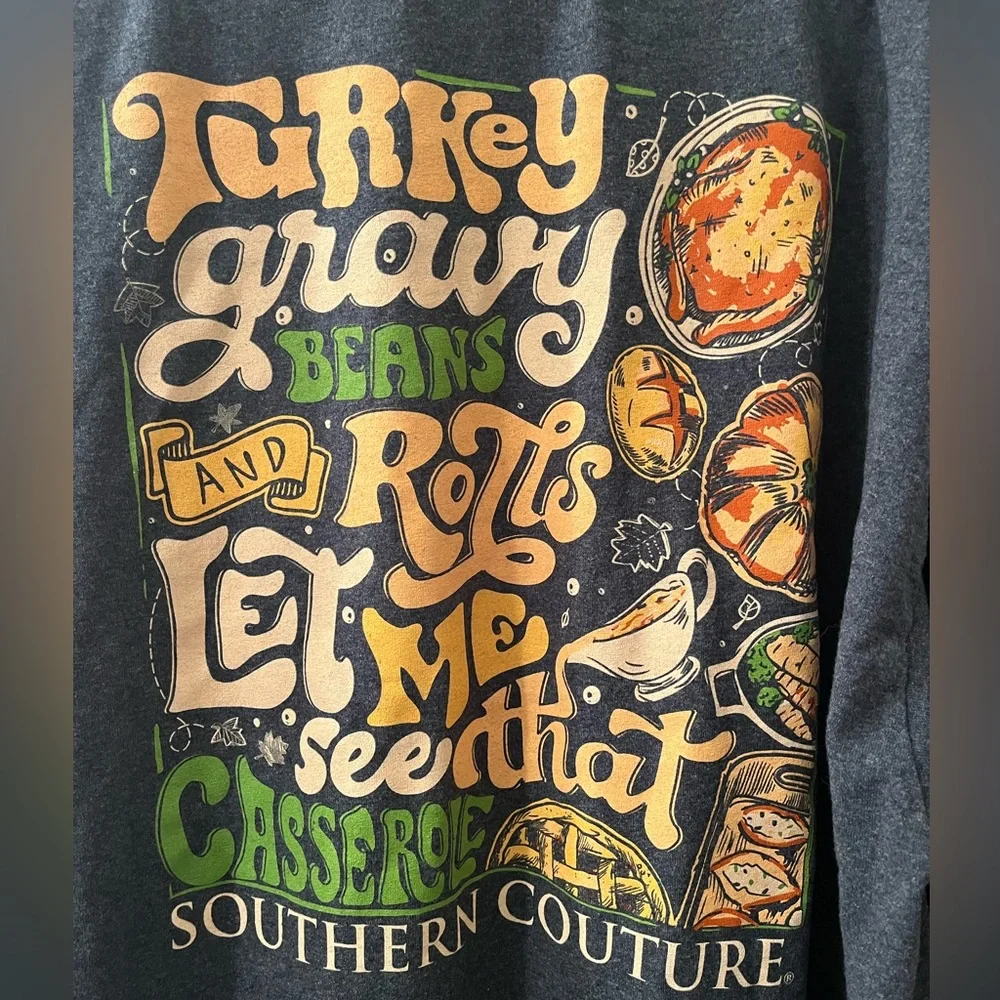 TURKey
gravy
BEANS
AND Rolls
LET ME
see that
CASSEROLE
SOUTHERN COUTURE®